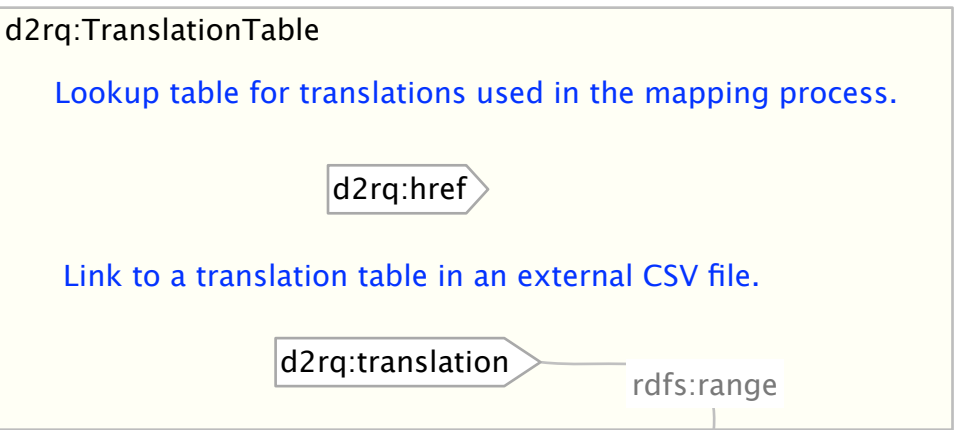 d2rq:TranslationTable
Lookup table for translations used in the mapping process.
d2rq:href
Link to a translation table in an external CSV file.
d2rq:translation
rdfs:range